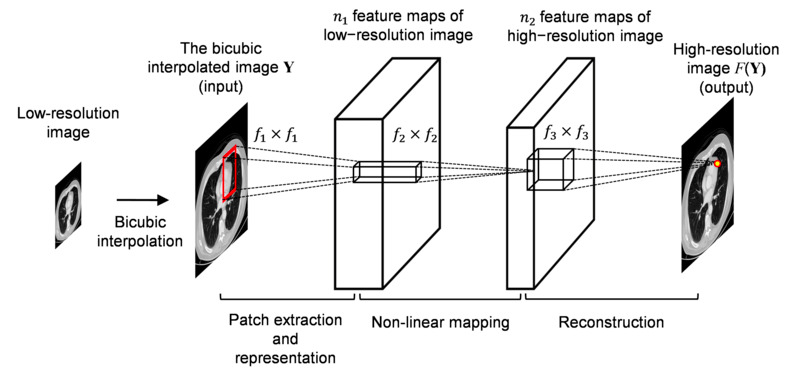 Low-resolution
image
Bicubic
interpolation
The bicubic
interpolated image Y
(input)
f₁ × f₁
n₁ feature maps of
low−resolution image
f₂ × f₂
n₂ feature maps of
high−resolution image
f₃ × f₃
High-resolution
image F(Y)
(output)
Patch extraction
and
representation
Non-linear mapping
Reconstruction